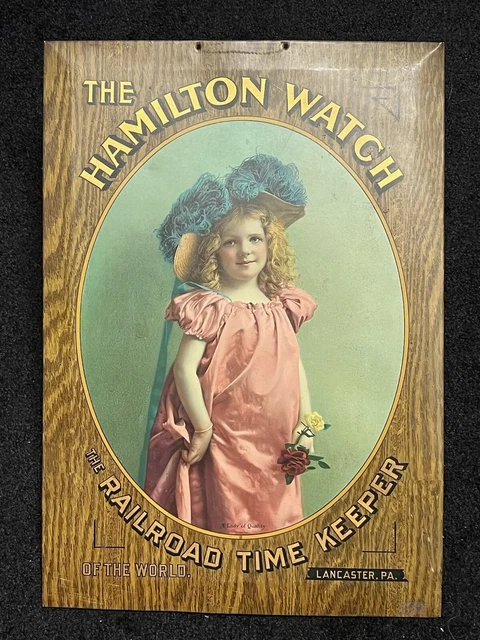 THE
HAMILTON WATCH
A Lady of Quality
THE RAILROAD TIME KEEPER
OF THE WORLD.
LANCASTER, PA.